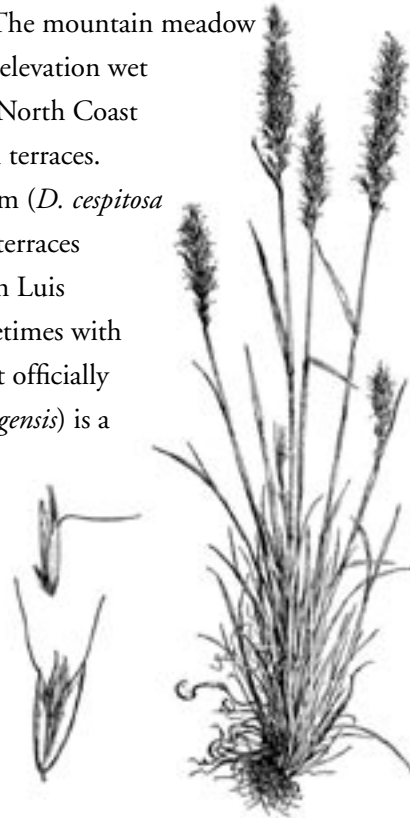 The mountain meadow
elevation wet
North Coast
terraces.
m (D. cespitosa
terraces
n Luis
etimes with
t officially
gensis) is a